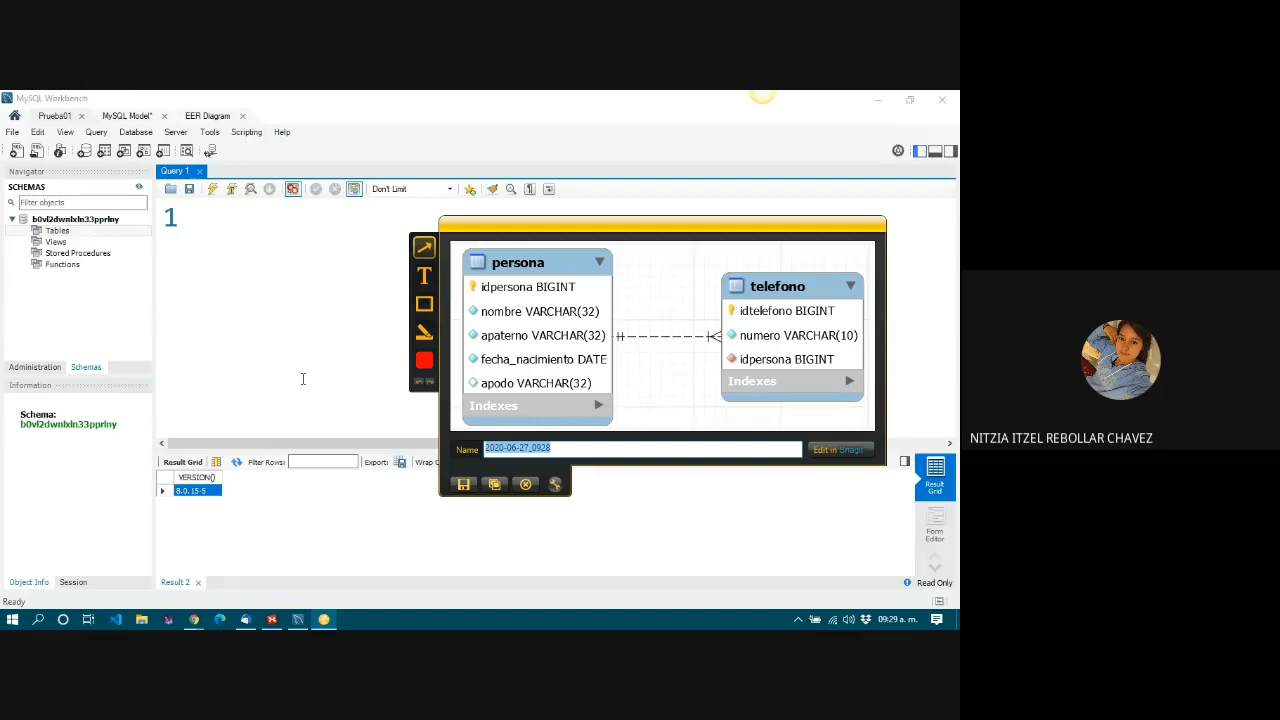 MySQL Workbench
Prueba01 MySQL Model* EER Diagram
File Edit View Query Database Server Tools Scripting Help
Navigator
SCHEMAS
Filter objects
b0vl2dwnlxln33pprlny
Tables
Views
Stored Procedures
Functions
Administration Schemas
Information
Schema:
b0vl2dwnlxln33pprlny
Object Info Session
Ready
Query 1
Don't Limit
1
T
persona
idpersona BIGINT
nombre VARCHAR(32)
apaterno VARCHAR(32)
fecha_nacimiento DATE
apodo VARCHAR(32)
Indexes
telefono
idtelefono BIGINT
numero VARCHAR(10)
idpersona BIGINT
Indexes
Name 2020-06-27_0928 Edit in Snagit
Result Grid Filter Rows: Export: Wrap C
VERSION()
8.0.15-5
Result Grid
Form Editor
Result 2
Read Only
09:29 a. m.
NITZIA ITZEL REBOLLAR CHAVEZ